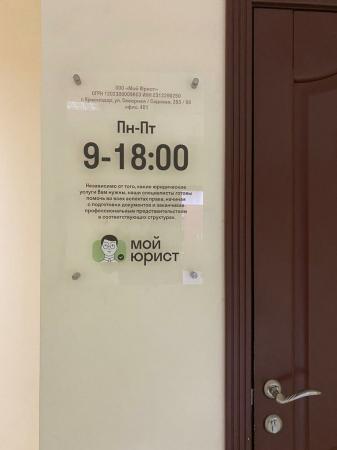 ООО «Мой Юрист»
г.Краснодар, ул. Северная /
офис 401
Пн-Пт
9-18:00
Независимо от того, какие юридические
услуги Вам нужны, наши специалисты готовы
помочь во всех аспектах права, начиная
с подготовки документов и заканчивая
профессиональным представительством
в соответствующих структурах.
мой
юрист